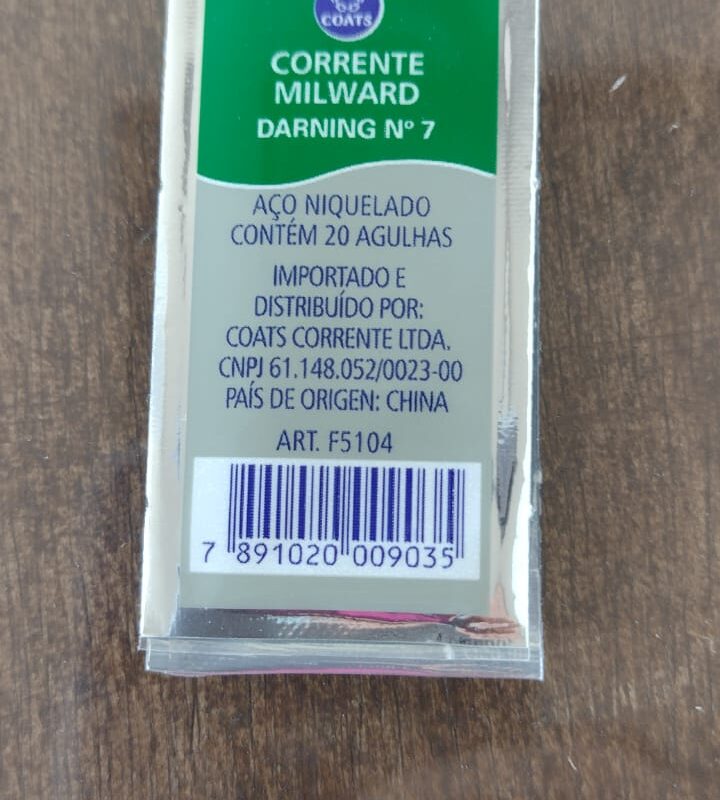 COATS
CORRENTE
MILWARD
DARNING Nº 7
AÇO NIQUELADO
CONTÉM 20 AGULHAS
IMPORTADO E
DISTRIBUÍDO POR:
COATS CORRENTE LTDA.
CNPJ 61.148.052/0023-00
PAÍS DE ORIGEN: CHINA
ART. F5104
7 891020 009035